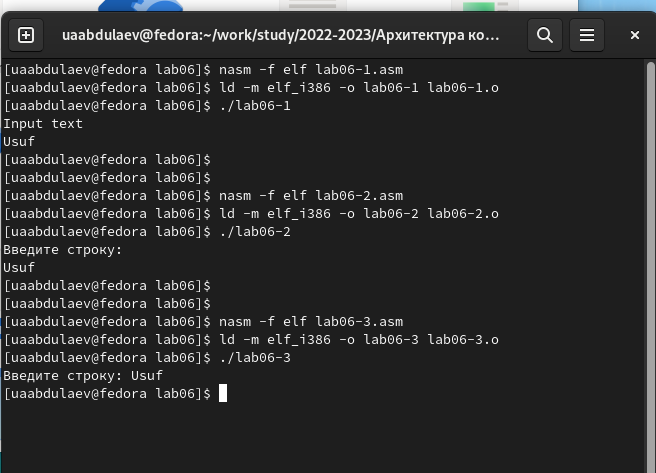 uaabdulaev@fedora:~/work/study/2022-2023/Архитектура ко...
[uaabdulaev@fedora lab06]$ nasm -f elf lab06-1.asm
[uaabdulaev@fedora lab06]$ ld -m elf_i386 -o lab06-1 lab06-1.o
[uaabdulaev@fedora lab06]$ ./lab06-1
Input text
Usuf
[uaabdulaev@fedora lab06]$
[uaabdulaev@fedora lab06]$
[uaabdulaev@fedora lab06]$ nasm -f elf lab06-2.asm
[uaabdulaev@fedora lab06]$ ld -m elf_i386 -o lab06-2 lab06-2.o
[uaabdulaev@fedora lab06]$ ./lab06-2
Введите строку:
Usuf
[uaabdulaev@fedora lab06]$
[uaabdulaev@fedora lab06]$
[uaabdulaev@fedora lab06]$ nasm -f elf lab06-3.asm
[uaabdulaev@fedora lab06]$ ld -m elf_i386 -o lab06-3 lab06-3.o
[uaabdulaev@fedora lab06]$ ./lab06-3
Введите строку: Usuf
[uaabdulaev@fedora lab06]$